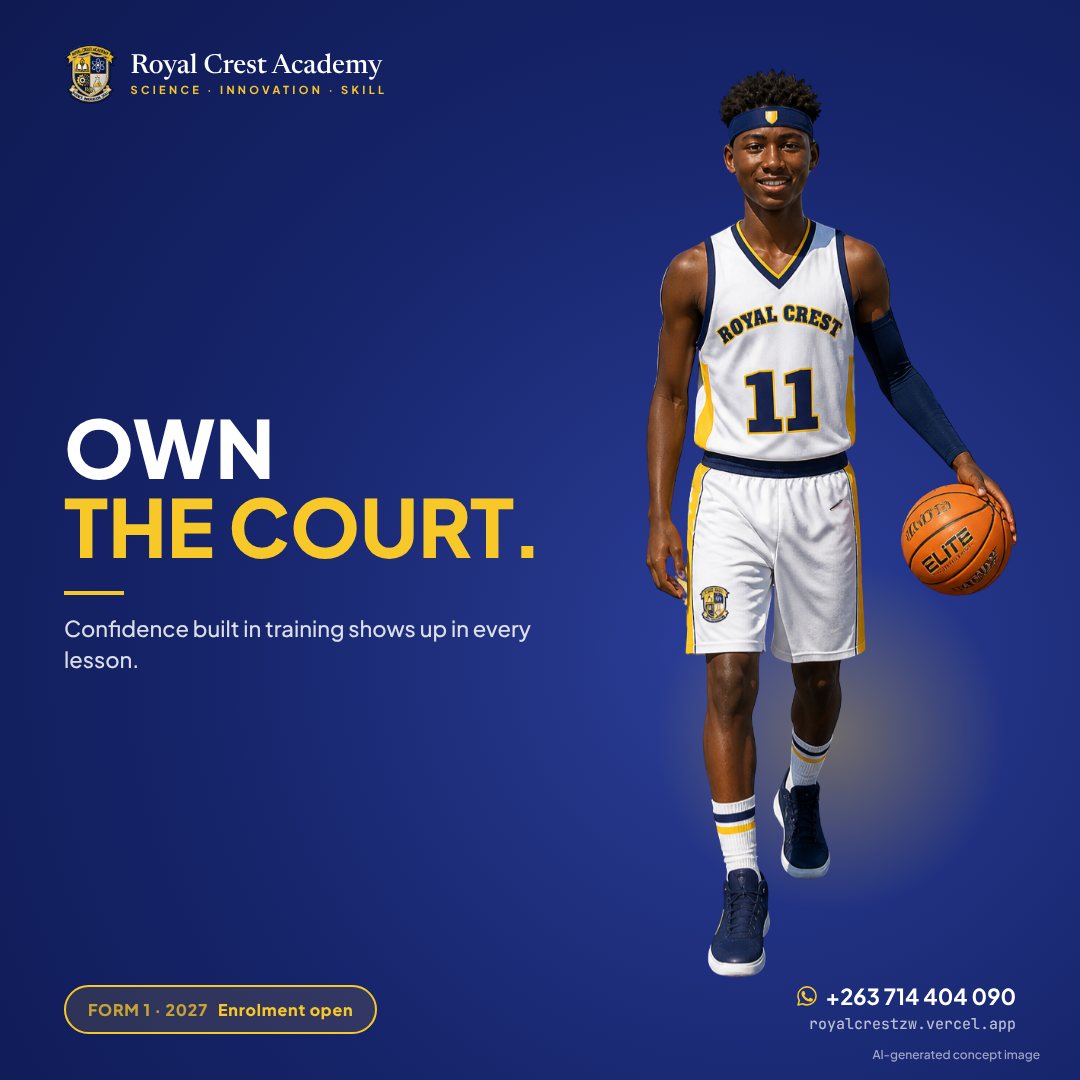 Royal Crest Academy
SCIENCE · INNOVATION · SKILL
ROYAL CREST
11
OWN
THE COURT.
Confidence built in training shows up in every
lesson.
ELITE
FORM 1 · 2027 Enrolment open
+263 714 404 090
royalcrestzw.vercel.app
AI-generated concept image